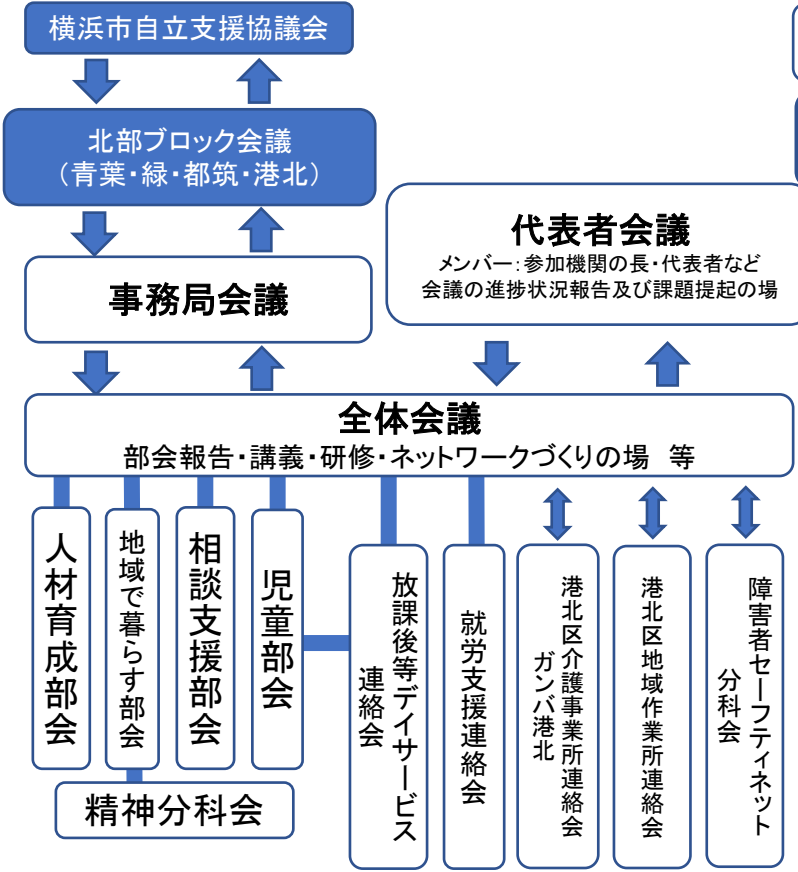 横浜市自立支援協議会
北部ブロック会議
（青葉・緑・都筑・港北）
代表者会議
メンバー：参加機関の長・代表者など
会議の進捗状況報告及び課題提起の場
事務局会議
全体会議
部会報告・講義・研修・ネットワークづくりの場　等
人材育成部会
地域で暮らす部会
相談支援部会
児童部会
放課後等デイサービス
連絡会
就労支援連絡会
港北区介護事業所連絡会
ガンバ港北
港北区地域作業所連絡会
障害者セーフティネット
分科会
精神分科会